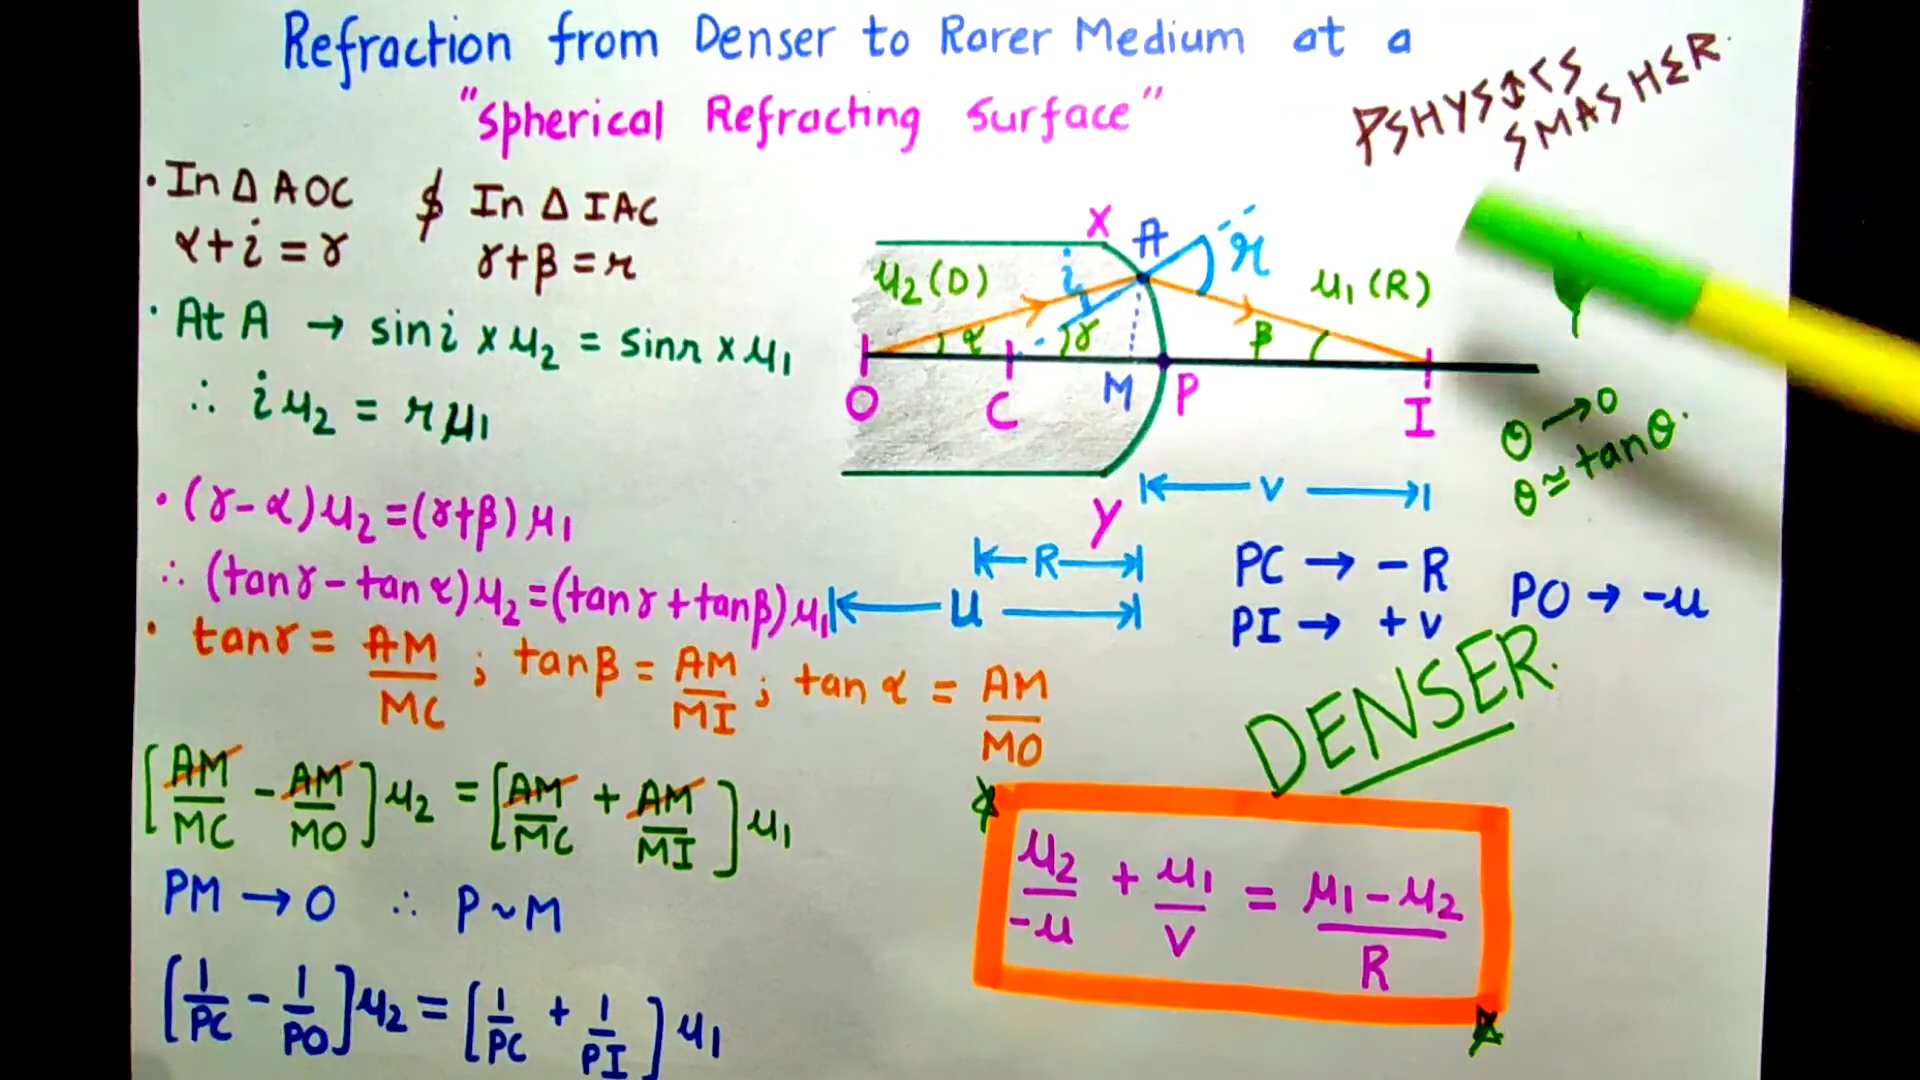 Refraction from Denser to Rarer Medium at a
"Spherical Refracting Surface"
PSHYSICS
SMASHER.
• In Δ AOC & In Δ IAC
α+i = γ γ+β = r
• At A → sini × μ2 = sinr × μ1
∴ iμ2 = rμ1
• (γ-α)μ2 = (γ+β)μ1
∴ (tanγ - tanα)μ2 = (tanγ + tanβ)μ1
• tanγ = AM/MC ; tanβ = AM/MI ; tanα = AM/MO
[AM/MC - AM/MO]μ2 = [AM/MC + AM/MI]μ1
PM → O ∴ P ~ M
[1/PC - 1/PO]μ2 = [1/PC + 1/PI]μ1
X A r
μ2 (D) i μ1 (R)
α γ β
O C M P I
Y
v
R
u
θ → 0
θ ≃ tanθ.
PC → -R
PI → +v
PO → -u
DENSER.
μ2/-u + μ1/v = μ1-μ2/R